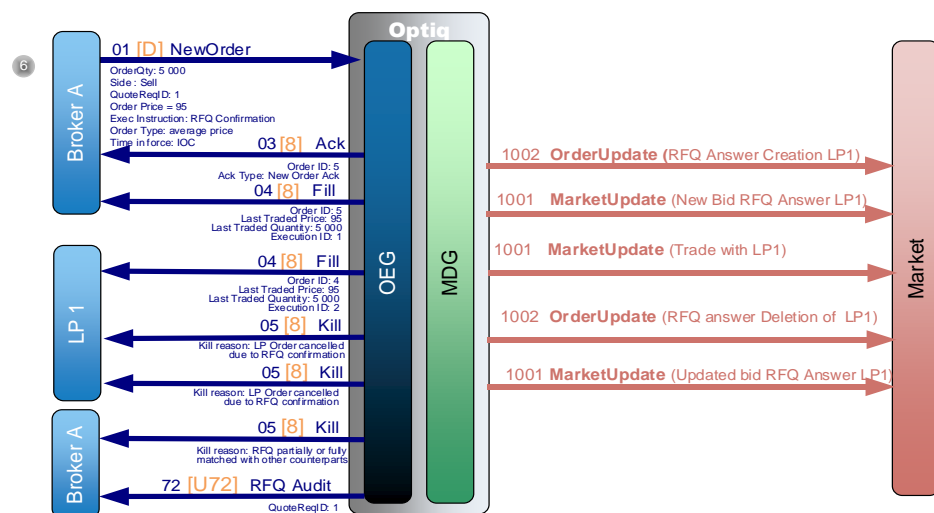 Optiq
6
Broker A
01 [D] NewOrder
OrderQty: 5 000
Side : Sell
QuoteReqID: 1
Order Price = 95
Exec Instruction: RFQ Confirmation
Order Type: average price
Time in force: IOC
03 [8] Ack
Order ID: 5
Ack Type: New Order Ack
04 [8] Fill
Order ID: 5
Last Traded Price: 95
Last Traded Quantity: 5 000
Execution ID: 1
LP 1
04 [8] Fill
Order ID: 4
Last Traded Price: 95
Last Traded Quantity: 5 000
Execution ID: 2
05 [8] Kill
Kill reason: LP Order cancelled
due to RFQ confirmation
05 [8] Kill
Kill reason: LP Order cancelled
due to RFQ confirmation
Broker A
05 [8] Kill
Kill reason: RFQ partially or fully
matched with other counterparts
72 [U72] RFQ Audit
QuoteReqID: 1
OEG
MDG
1002 OrderUpdate (RFQ Answer Creation LP1)
1001 MarketUpdate (New Bid RFQ Answer LP1)
1001 MarketUpdate (Trade with LP1)
1002 OrderUpdate (RFQ answer Deletion of LP1)
1001 MarketUpdate (Updated bid RFQ Answer LP1)
Market